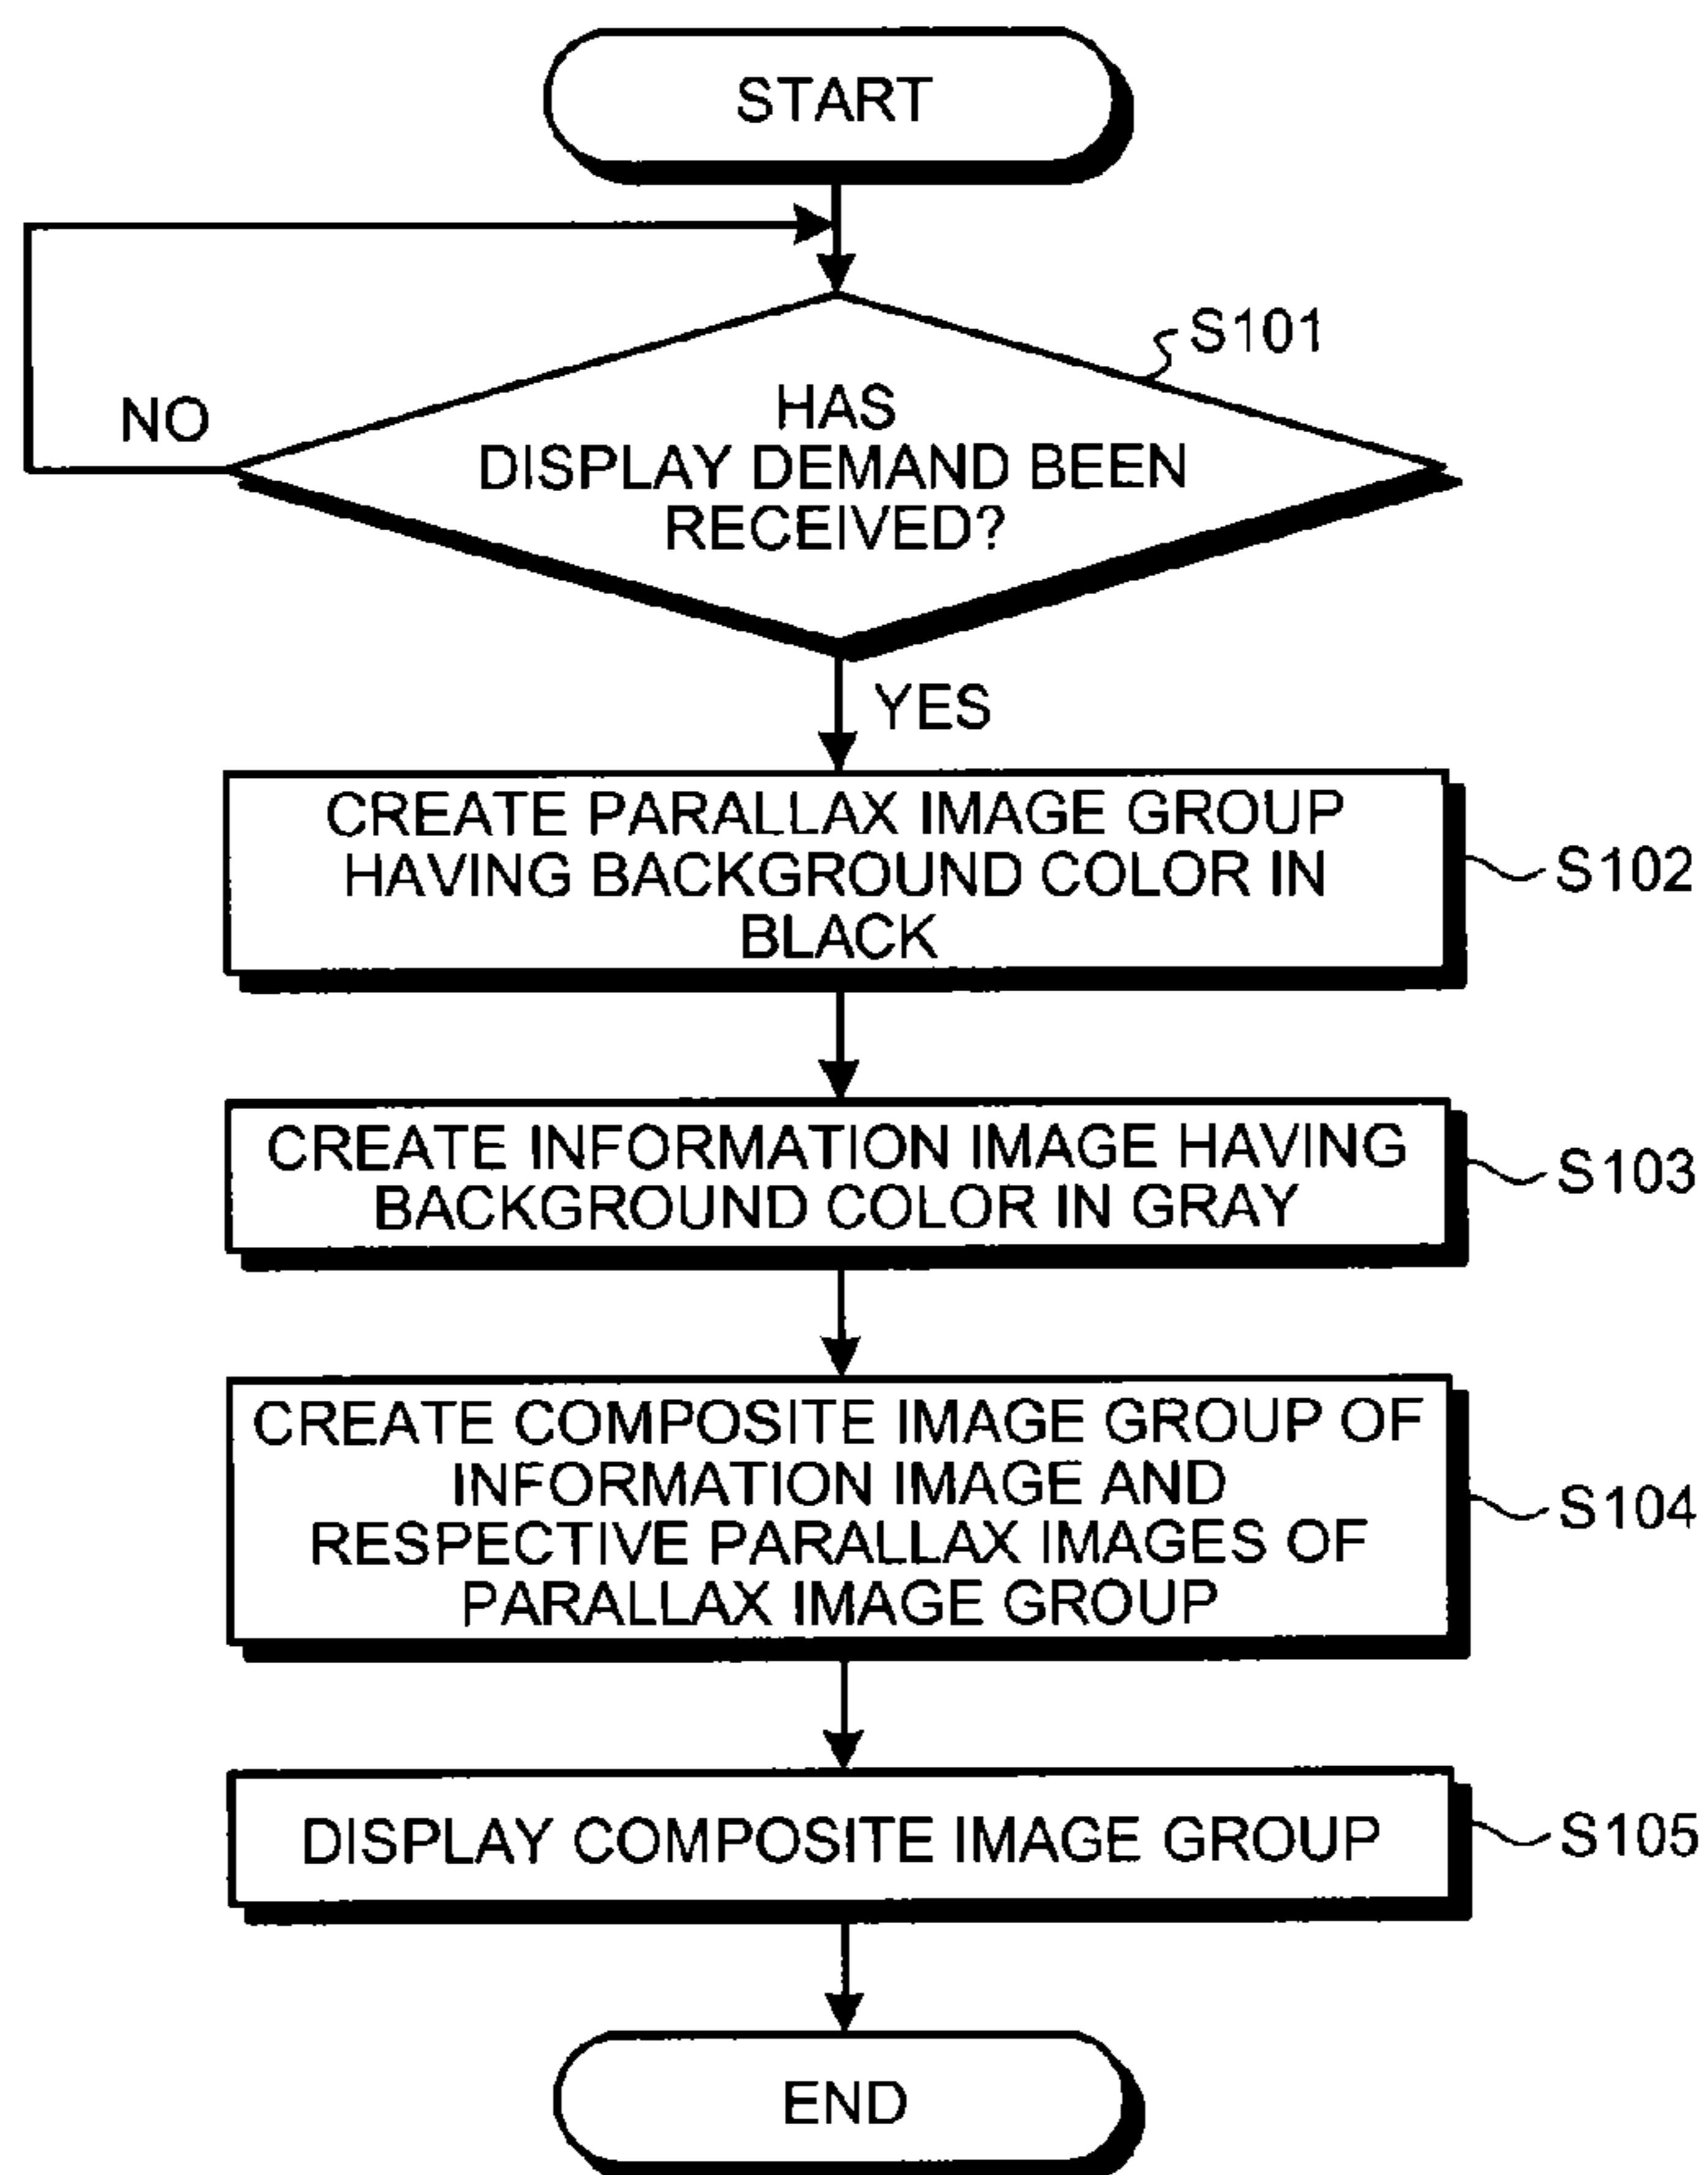 START
S101
HAS
DISPLAY DEMAND BEEN
RECEIVED?
NO
YES
CREATE PARALLAX IMAGE GROUP
HAVING BACKGROUND COLOR IN
BLACK
S102
CREATE INFORMATION IMAGE HAVING
BACKGROUND COLOR IN GRAY
S103
CREATE COMPOSITE IMAGE GROUP OF
INFORMATION IMAGE AND
RESPECTIVE PARALLAX IMAGES OF
PARALLAX IMAGE GROUP
S104
DISPLAY COMPOSITE IMAGE GROUP
S105
END